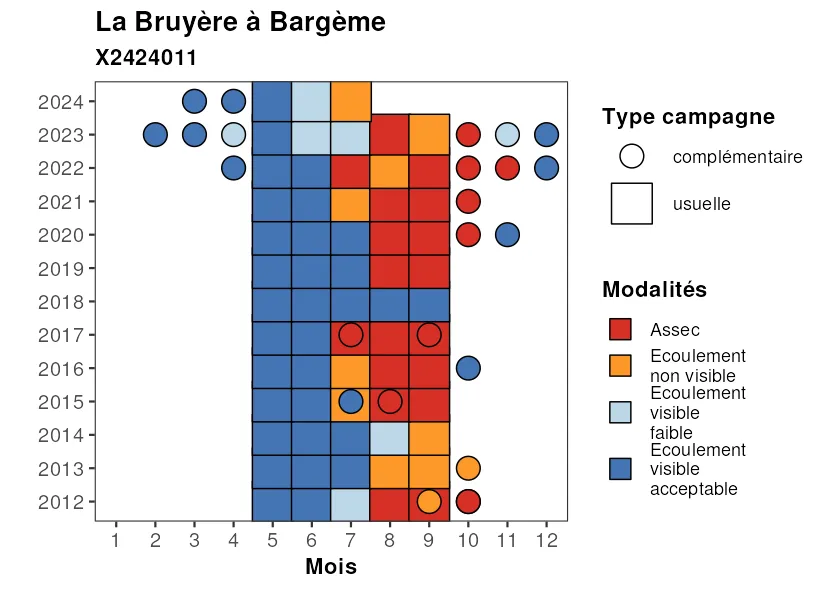 La Bruyère à Bargème
X2424011
2024
2023
2022
2021
2020
2019
2018
2017
2016
2015
2014
2013
2012
1 2 3 4 5 6 7 8 9 10 11 12
Mois
Type campagne
complémentaire
usuelle
Modalités
Assec
Ecoulement
non visible
Ecoulement
visible
faible
Ecoulement
visible
acceptable